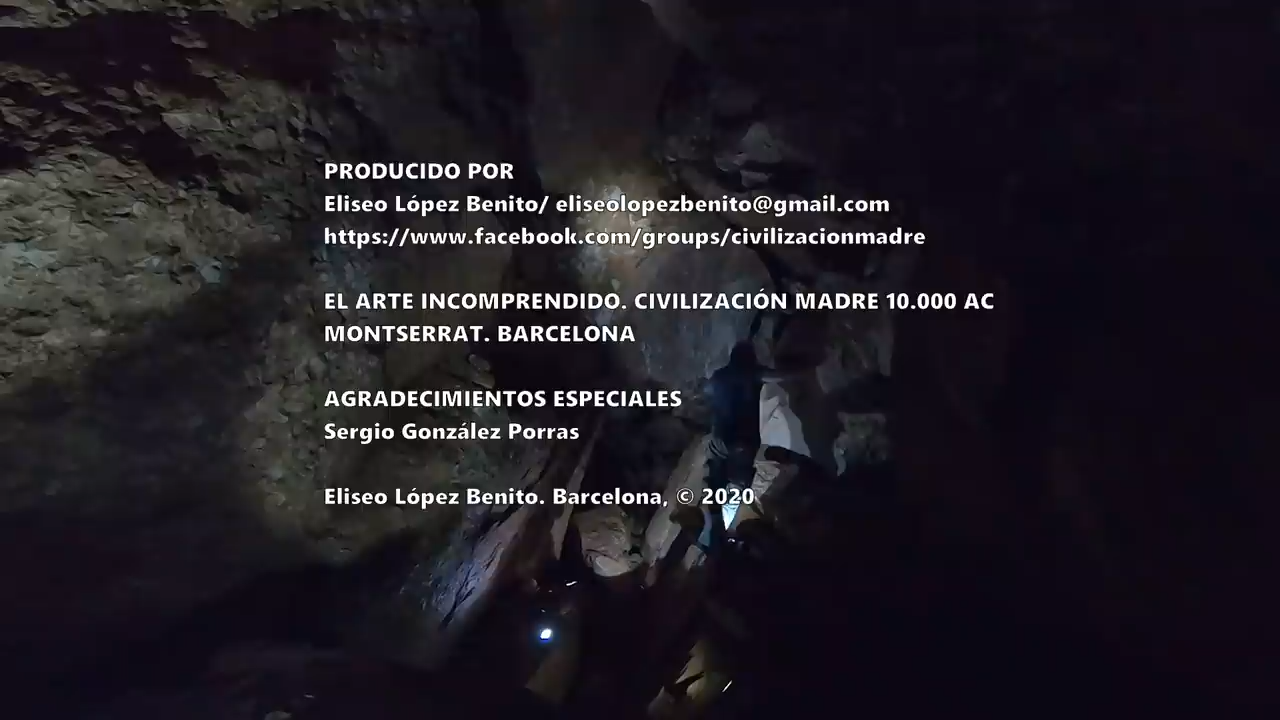 PRODUCIDO POR
Eliseo López Benito/ eliseolopezbenito@gmail.com
https://www.facebook.com/groups/civilizacionmadre
EL ARTE INCOMPRENDIDO. CIVILIZACIÓN MADRE 10.000 AC
MONTSERRAT. BARCELONA
AGRADECIMIENTOS ESPECIALES
Sergio González Porras
Eliseo López Benito. Barcelona, © 2020